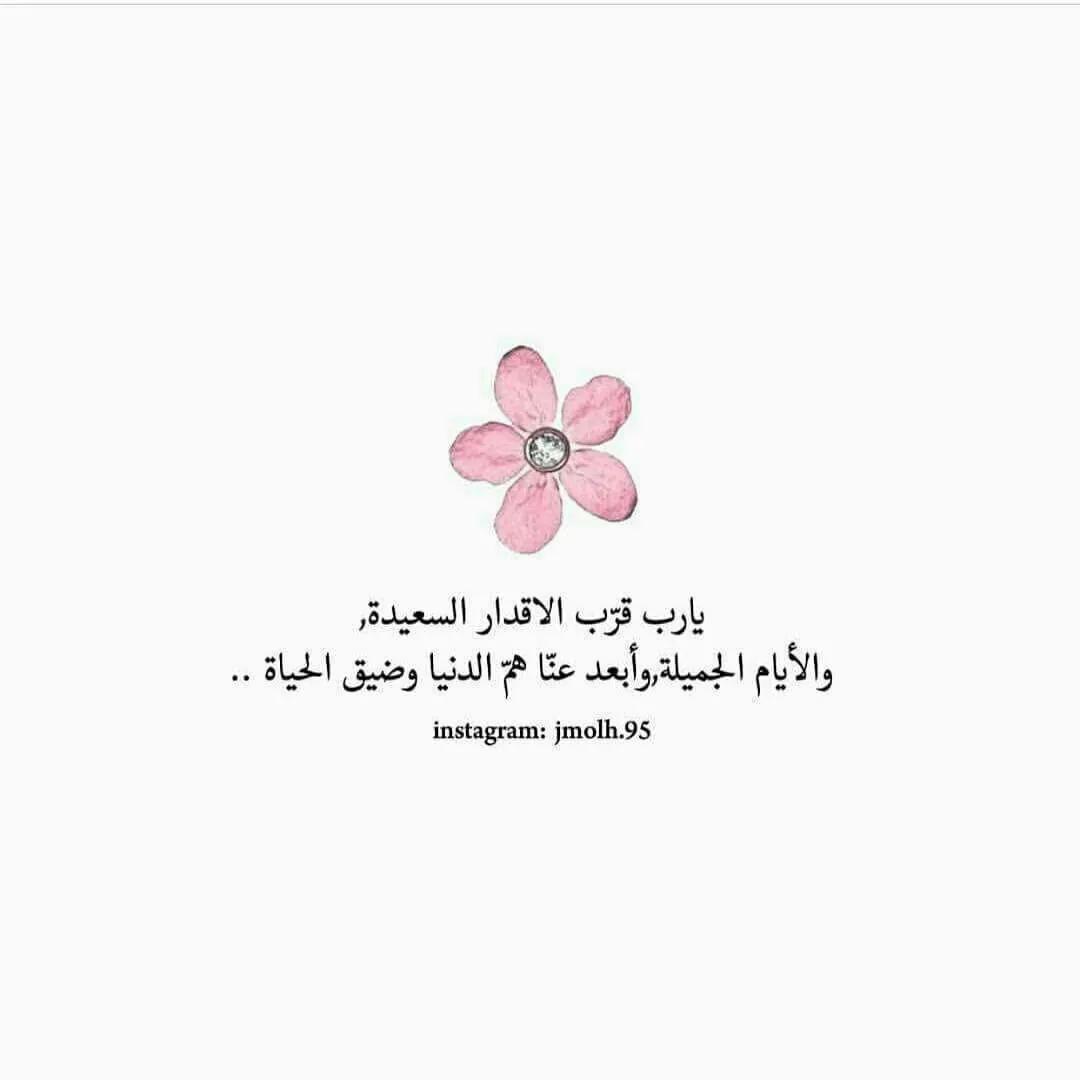 يارب قرّب الاقدار السعيدة,
والأيام الجميلة,وأبعد عنّا همّ الدنيا وضيق الحياة ..
instagram: jmolh.95